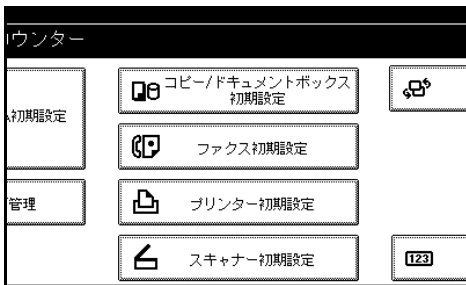 カウンター
コピー/ドキュメントボックス
初期設定
初期設定
ファクス初期設定
管理
プリンター初期設定
スキャナー初期設定
123